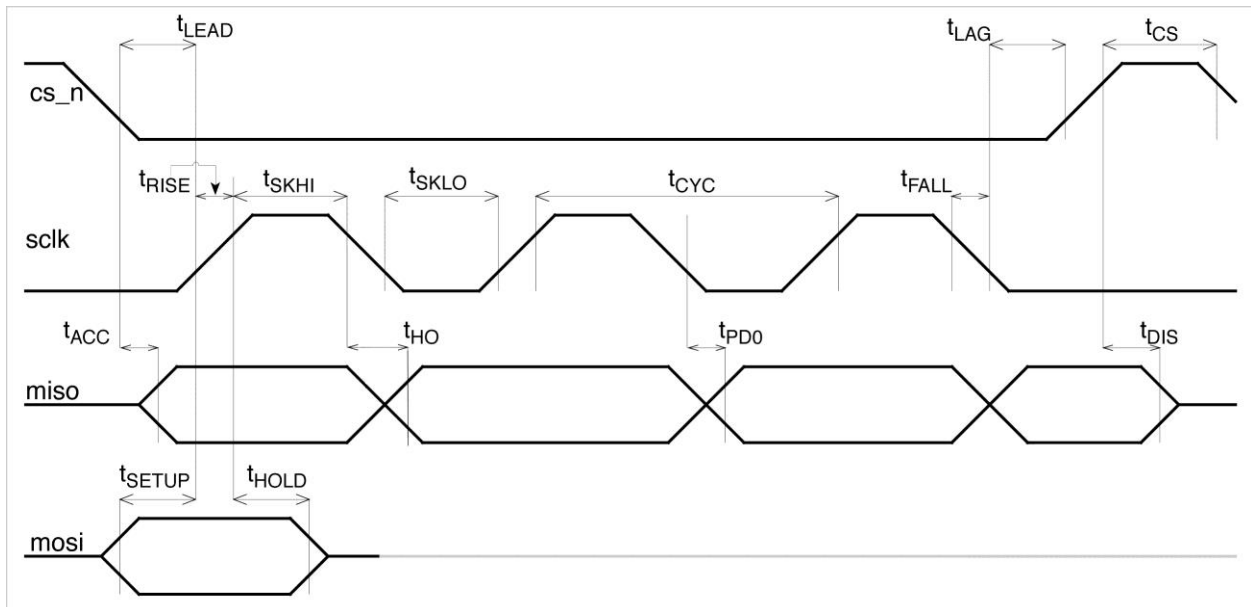 tLEAD
tLAG
tCS
cs_n
tRISE
tSKHI
tSKLO
tCYC
tFALL
sclk
tACC
tHO
tPD0
tDIS
miso
tSETUP
tHOLD
mosi